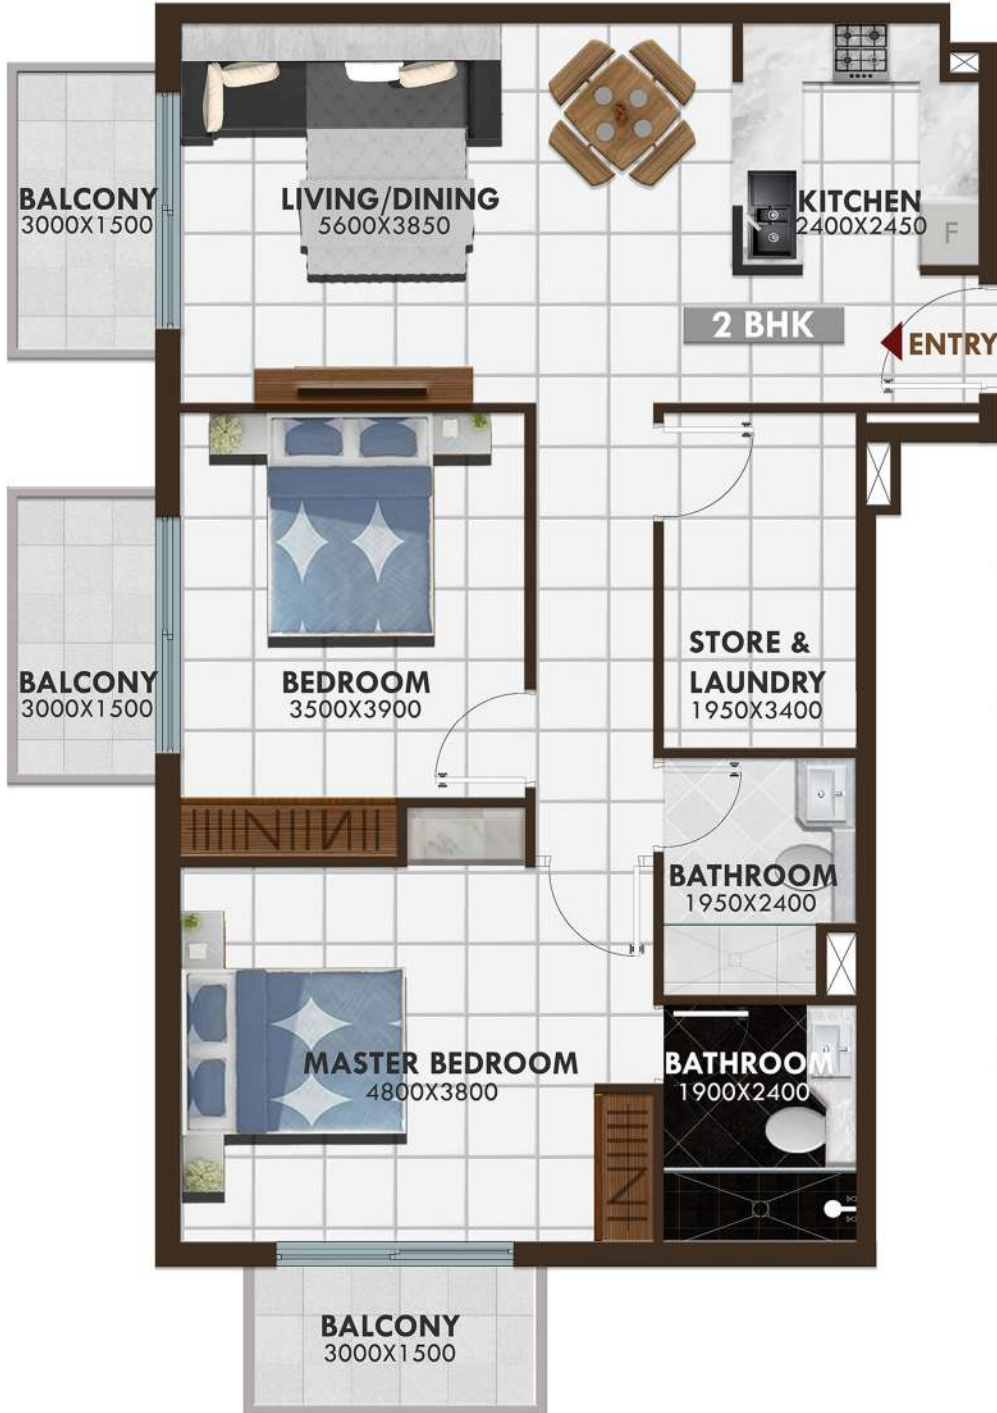 BALCONY
3000X1500
LIVING/DINING
5600X3850
KITCHEN
2400X2450
F
2 BHK
ENTRY
BALCONY
3000X1500
BEDROOM
3500X3900
STORE &
LAUNDRY
1950X3400
BATHROOM
1950X2400
MASTER BEDROOM
4800X3800
BATHROOM
1900X2400
BALCONY
3000X1500